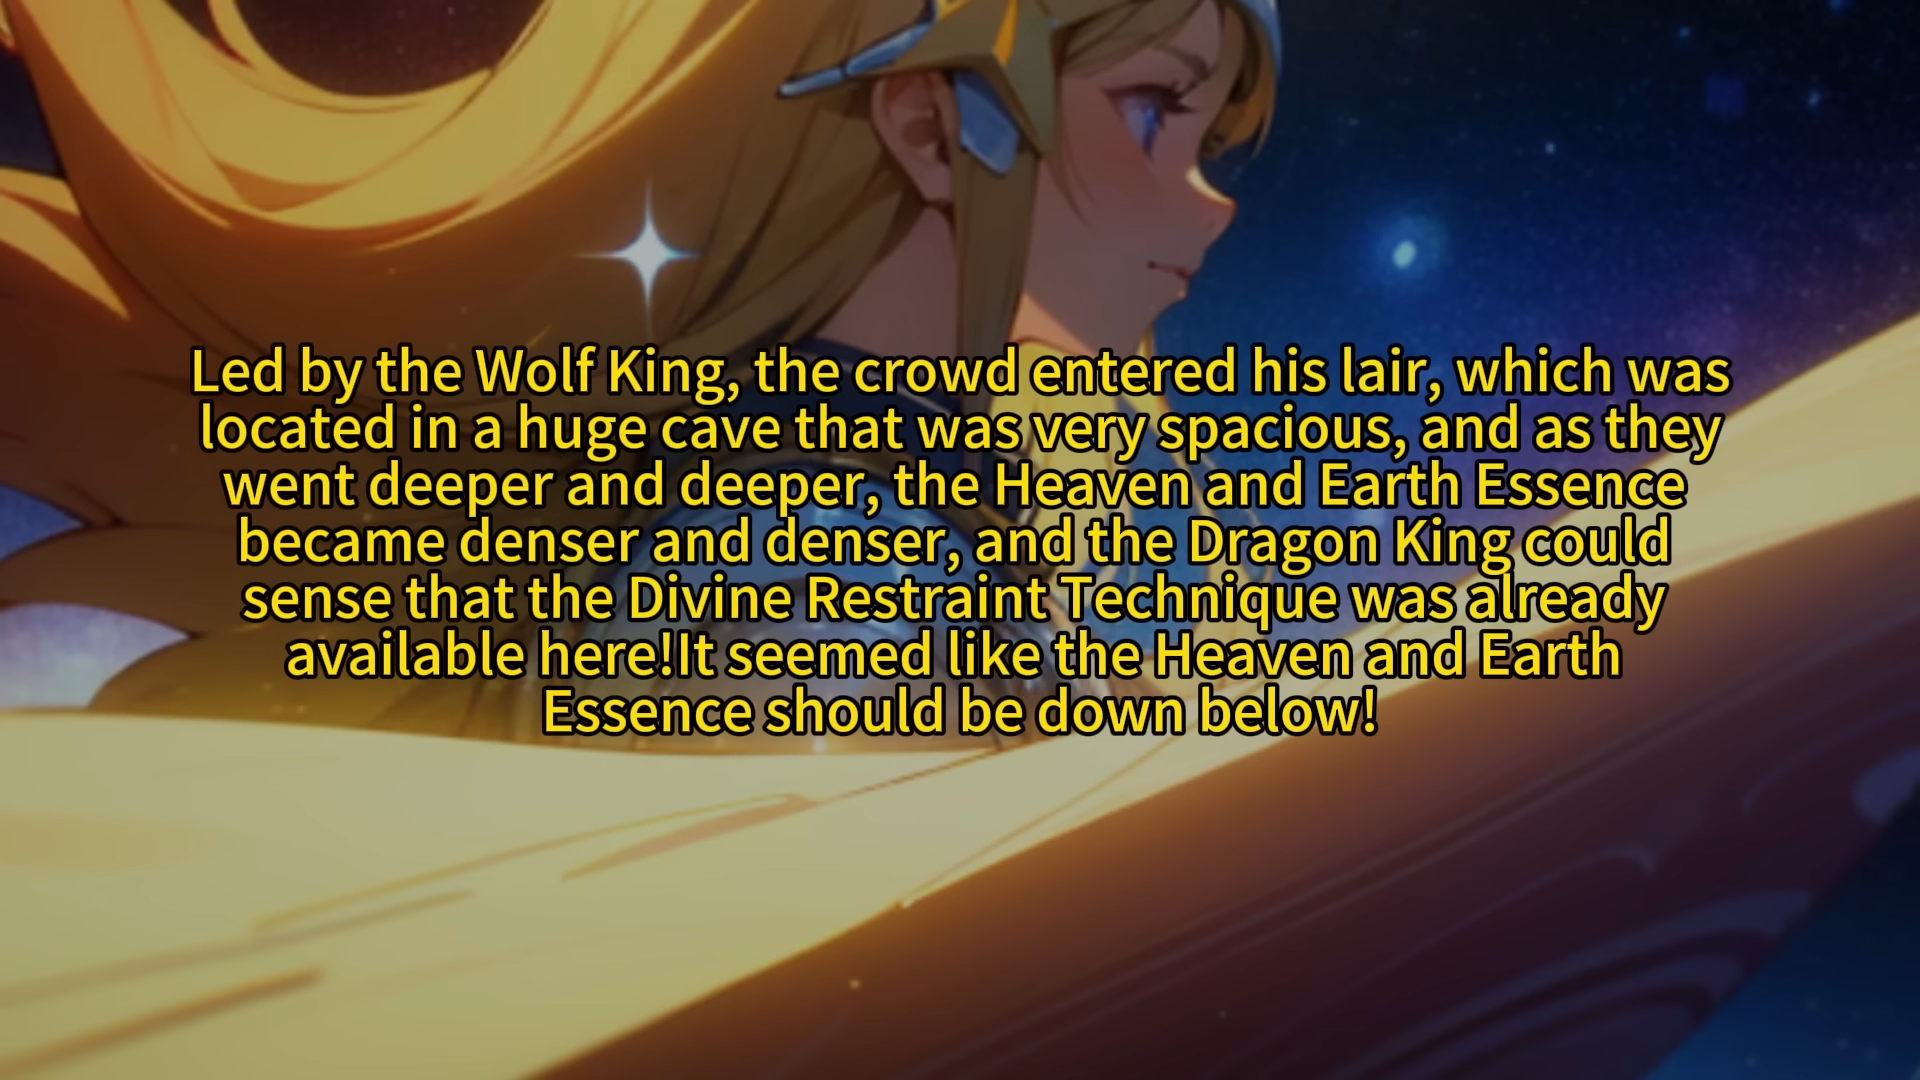 Led by the Wolf King, the crowd entered his lair, which was
located in a huge cave that was very spacious, and as they
went deeper and deeper, the Heaven and Earth Essence
became denser and denser, and the Dragon King could
sense that the Divine Restraint Technique was already
available here!It seemed like the Heaven and Earth
Essence should be down below!